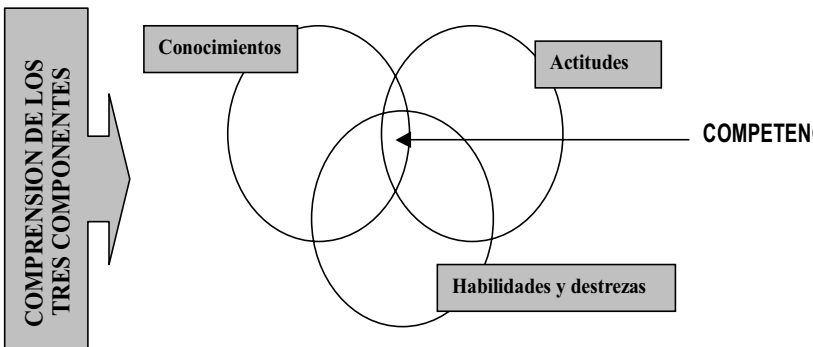 COMPRENSION DE LOS
TRES COMPONENTES
Conocimientos
Actitudes
COMPETENC
Habilidades y destrezas